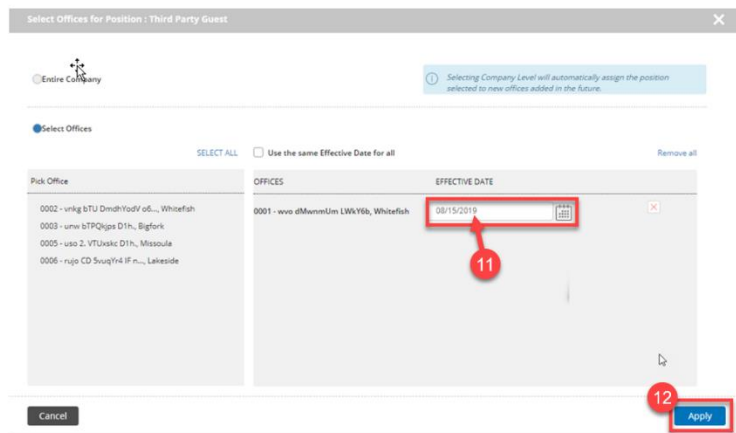 Select Offices for Position : Third Party Guest
Entire Company
Selecting Company Level will automatically assign the position
selected to new offices added in the future.
Select Offices
SELECT ALL
Use the same Effective Date for all
Remove all
Pick Office
OFFICES
EFFECTIVE DATE
0002 - vnkg bTU DmdhYodV o6..., Whitefish
0003 - unw bTPQkjps D1h., Bigfork
0005 - uso 2. VTUxskc D1h., Missoula
0006 - rujo CD 5vuqYr4 IF n..., Lakeside
0001 - wvo dMwnmUm LWkY6b, Whitefish
08/15/2019
11
12
Cancel
Apply